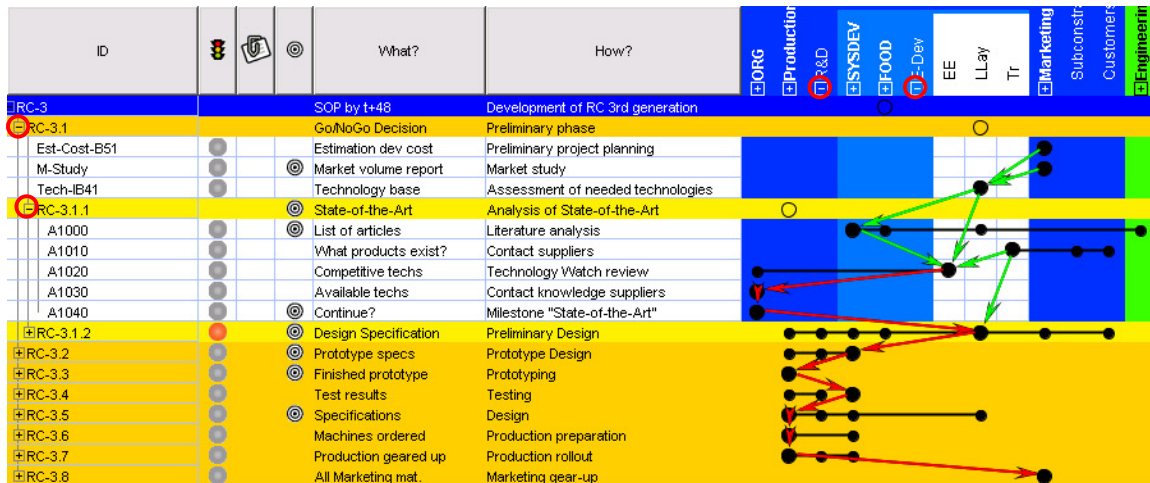 ID What? How? ORG Production R&D SYSDEV FOOD E-Dev EE LLay Tr Marketing Subconstr Customers Engineerin
RC-3 SOP by t+48 Development of RC 3rd generation
RC-3.1 Go/NoGo Decision Preliminary phase
Est-Cost-B51 Estimation dev cost Preliminary project planning
M-Study Market volume report Market study
Tech-IB41 Technology base Assessment of needed technologies
RC-3.1.1 State-of-the-Art Analysis of State-of-the-Art
A1000 List of articles Literature analysis
A1010 What products exist? Contact suppliers
A1020 Competitive techs Technology Watch review
A1030 Available techs Contact knowledge suppliers
A1040 Continue? Milestone "State-of-the-Art"
RC-3.1.2 Design Specification Preliminary Design
RC-3.2 Prototype specs Prototype Design
RC-3.3 Finished prototype Prototyping
RC-3.4 Test results Testing
RC-3.5 Specifications Design
RC-3.6 Machines ordered Production preparation
RC-3.7 Production geared up Production rollout
RC-3.8 All Marketing mat. Marketing gear-up